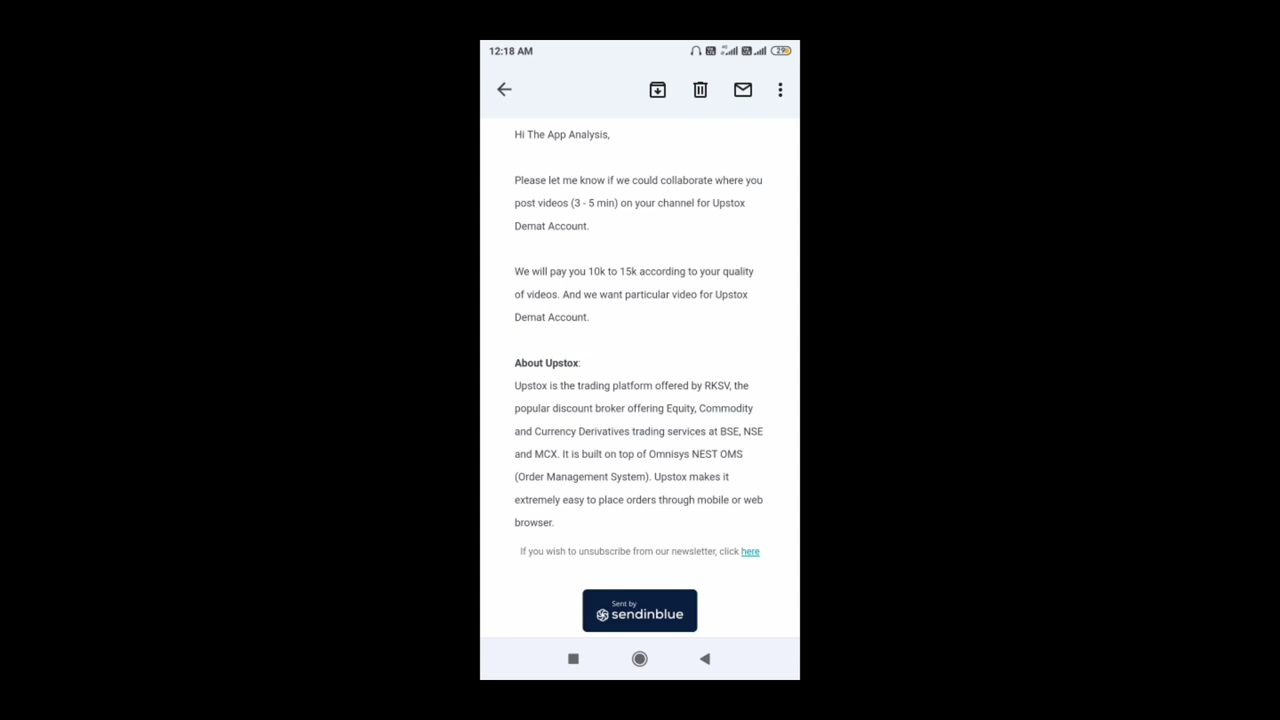 12:18 AM
29
Hi The App Analysis,
Please let me know if we could collaborate where you
post videos (3 - 5 min) on your channel for Upstox
Demat Account.
We will pay you 10k to 15k according to your quality
of videos. And we want particular video for Upstox
Demat Account.
About Upstox:
Upstox is the trading platform offered by RKSV, the
popular discount broker offering Equity, Commodity
and Currency Derivatives trading services at BSE, NSE
and MCX. It is built on top of Omnisys NEST OMS
(Order Management System). Upstox makes it
extremely easy to place orders through mobile or web
browser.
If you wish to unsubscribe from our newsletter, click here
Sent by
sendinblue